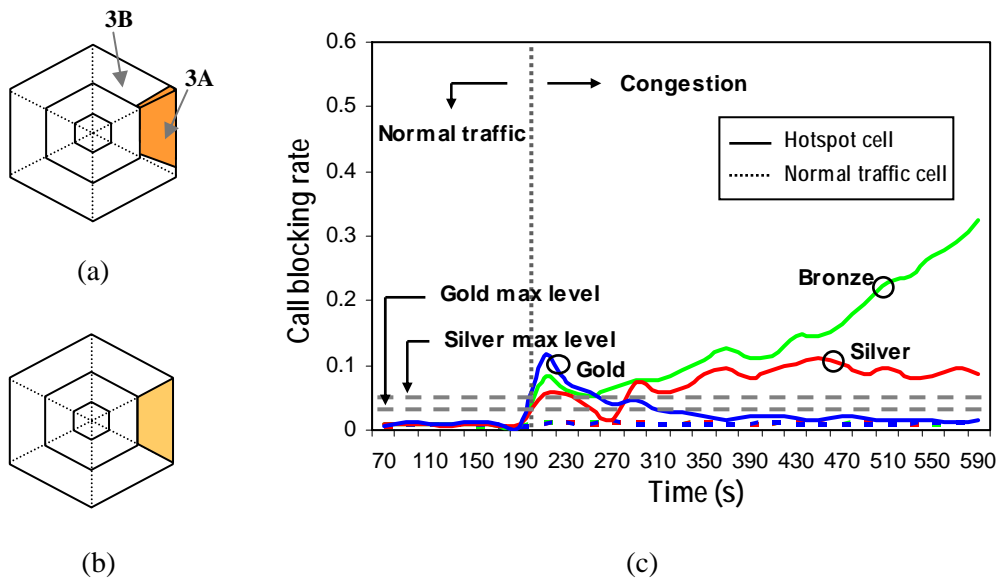 3B
3A
(a)
(b)
0.6
0.5
0.4
0.3
0.2
0.1
0
Call blocking rate
Congestion
Normal traffic
Hotspot cell
Normal traffic cell
Gold max level
Silver max level
Bronze
Silver
Gold
70 110 150 190 230 270 310 350 390 430 470 510 550 590
Time (s)
(c)